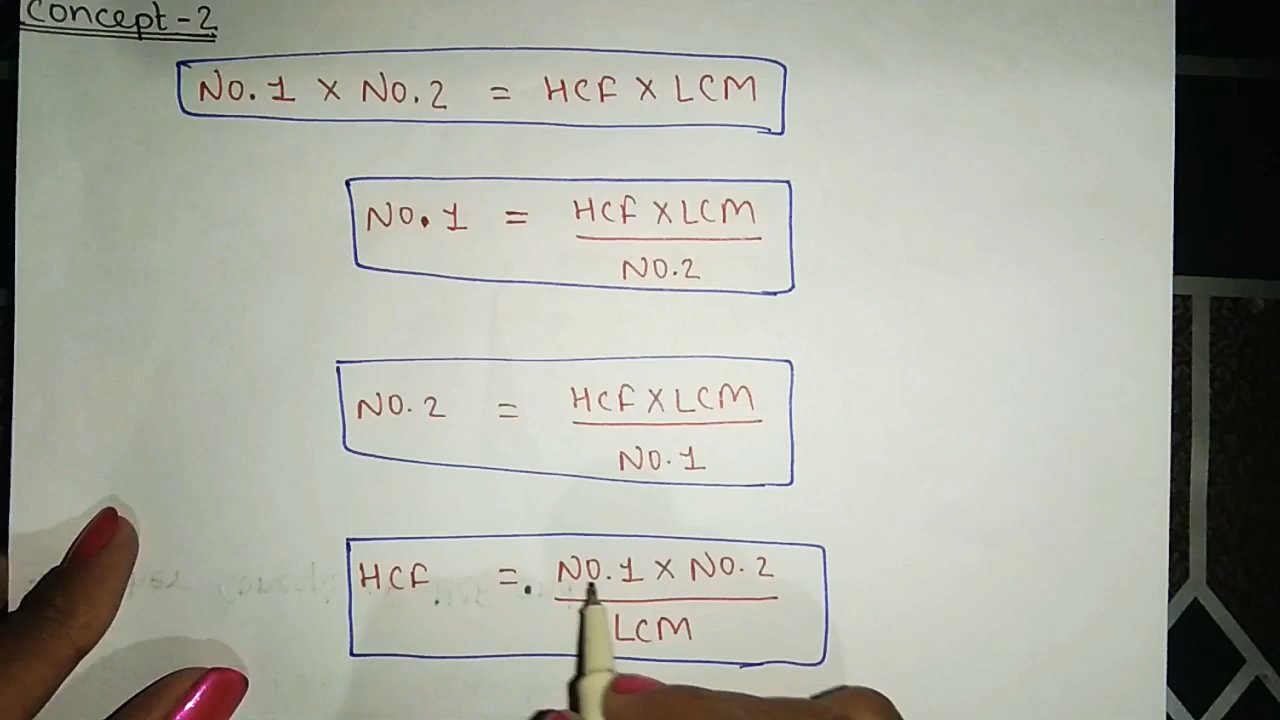 Concept-2
No.1 X No.2 = HCF X LCM
No.1 = HCF X LCM
No.2
No.2 = HCF X LCM
No.1
HCF = No.1 X No.2
LCM